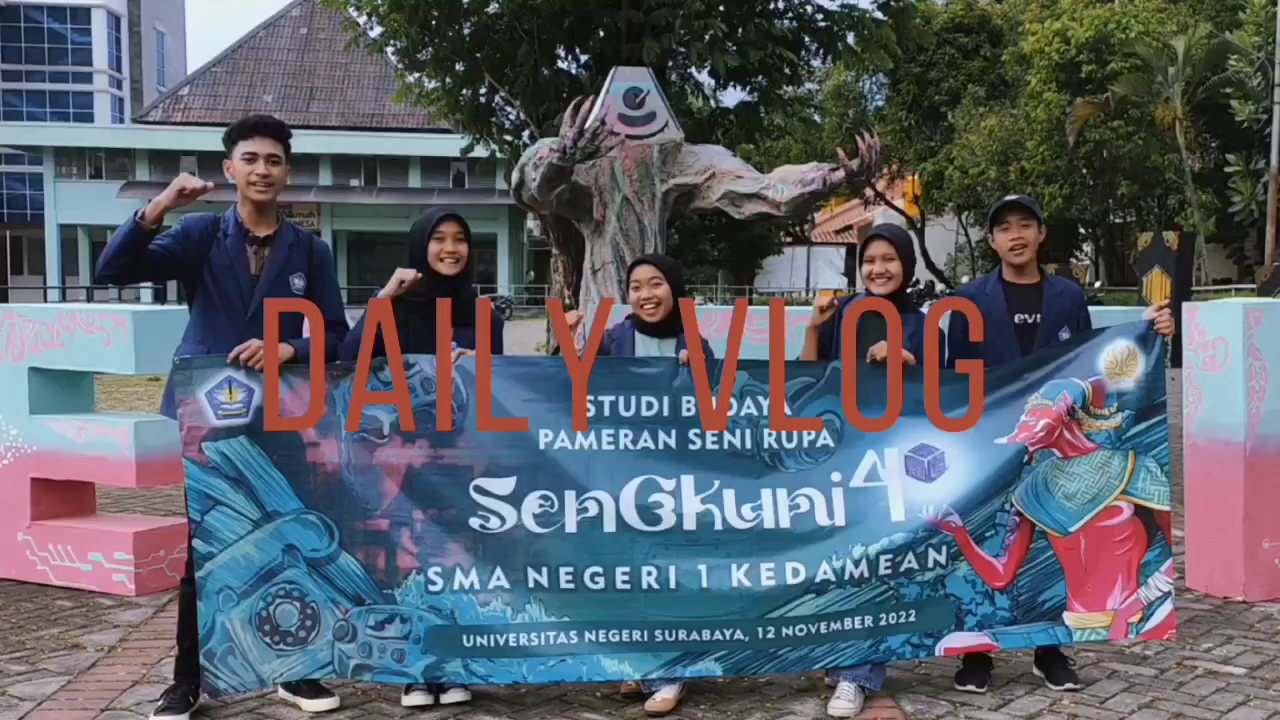 DAILY VLOG
STUDI BUDAYA
PAMERAN SENI RUPA
SENGKUNI 4
SMA NEGERI 1 KEDAMEAN
UNIVERSITAS NEGERI SURABAYA, 12 NOVEMBER 2022